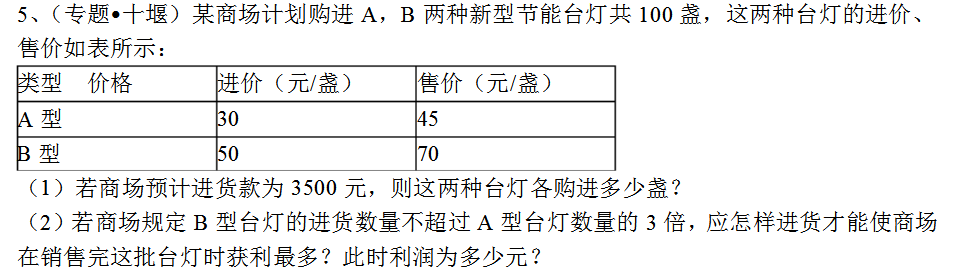 5、（专题•十堰）某商场计划购进 A，B 两种新型节能台灯共 100 盏，这两种台灯的进价、
售价如表所示：
类型 价格 进价（元/盏） 售价（元/盏）
A 型 30 45
B 型 50 70
（1）若商场预计进货款为 3500 元，则这两种台灯各购进多少盏？
（2）若商场规定 B 型台灯的进货数量不超过 A 型台灯数量的 3 倍，应怎样进货才能使商场
在销售完这批台灯时获利最多？此时利润为多少元？